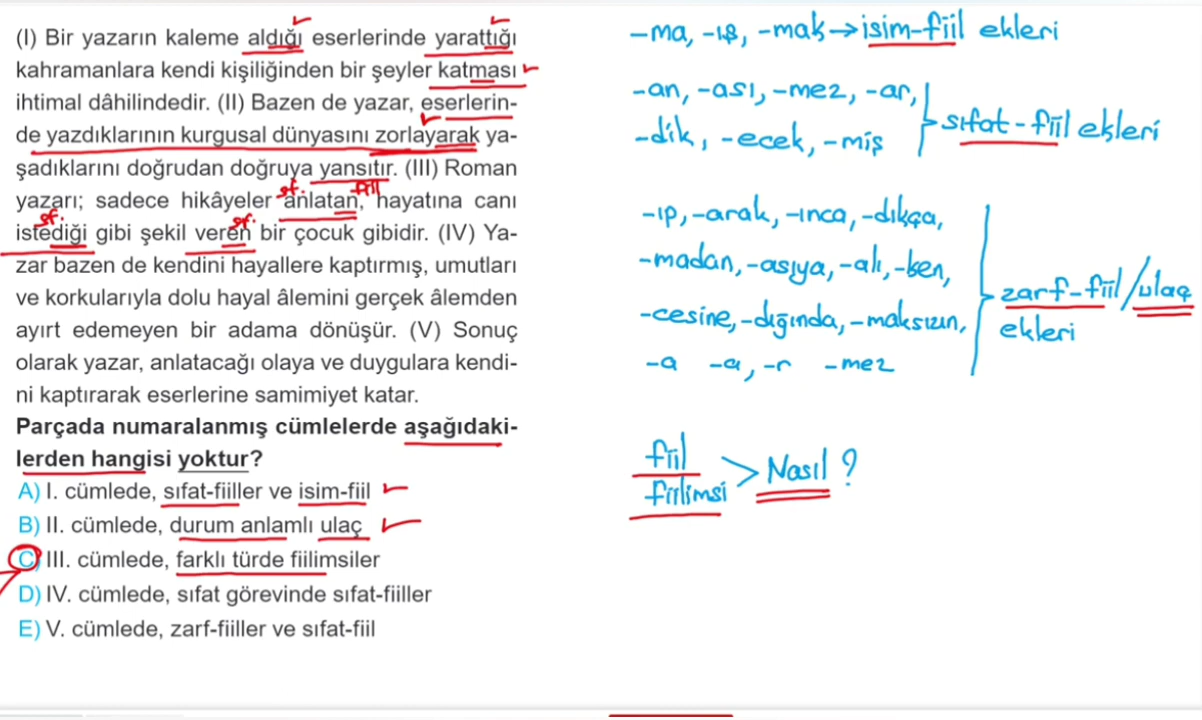 (I) Bir yazarın kaleme aldığı eserlerinde yarattığı
kahramanlara kendi kişiliğinden bir şeyler katması
ihtimal dâhilindedir. (II) Bazen de yazar, eserlerin-
de yazdıklarının kurgusal dünyasını zorlayarak ya-
şadıklarını doğrudan doğruya yansıtır. (III) Roman
sf. fiil
yazarı; sadece hikâyeler anlatan, hayatına canı
sf. sf.
istediği gibi şekil veren bir çocuk gibidir. (IV) Ya-
zar bazen de kendini hayallere kaptırmış, umutları
ve korkularıyla dolu hayal âlemini gerçek âlemden
ayırt edemeyen bir adama dönüşür. (V) Sonuç
olarak yazar, anlatacağı olaya ve duygulara kendi-
ni kaptırarak eserlerine samimiyet katar.
Parçada numaralanmış cümlelerde aşağıdaki-
lerden hangisi yoktur?
A) I. cümlede, sıfat-fiiller ve isim-fiil
B) II. cümlede, durum anlamlı ulaç
C) III. cümlede, farklı türde fiilimsiler
D) IV. cümlede, sıfat görevinde sıfat-fiiller
E) V. cümlede, zarf-fiiller ve sıfat-fiil
-ma, -ış, -mak→isim-fiil ekleri
-an, -ası, -mez, -ar,
-dik, -ecek, -miş
sıfat-fiil ekleri
-ıp, -arak, -ınca, -dıkça,
-madan, -asıya, -alı, -ken,
-cesine, -dığında, -maksızın,
-a -a, -r -mez
zarf-fiil/ulaç
ekleri
fiil
fiilimsi > Nasıl ?